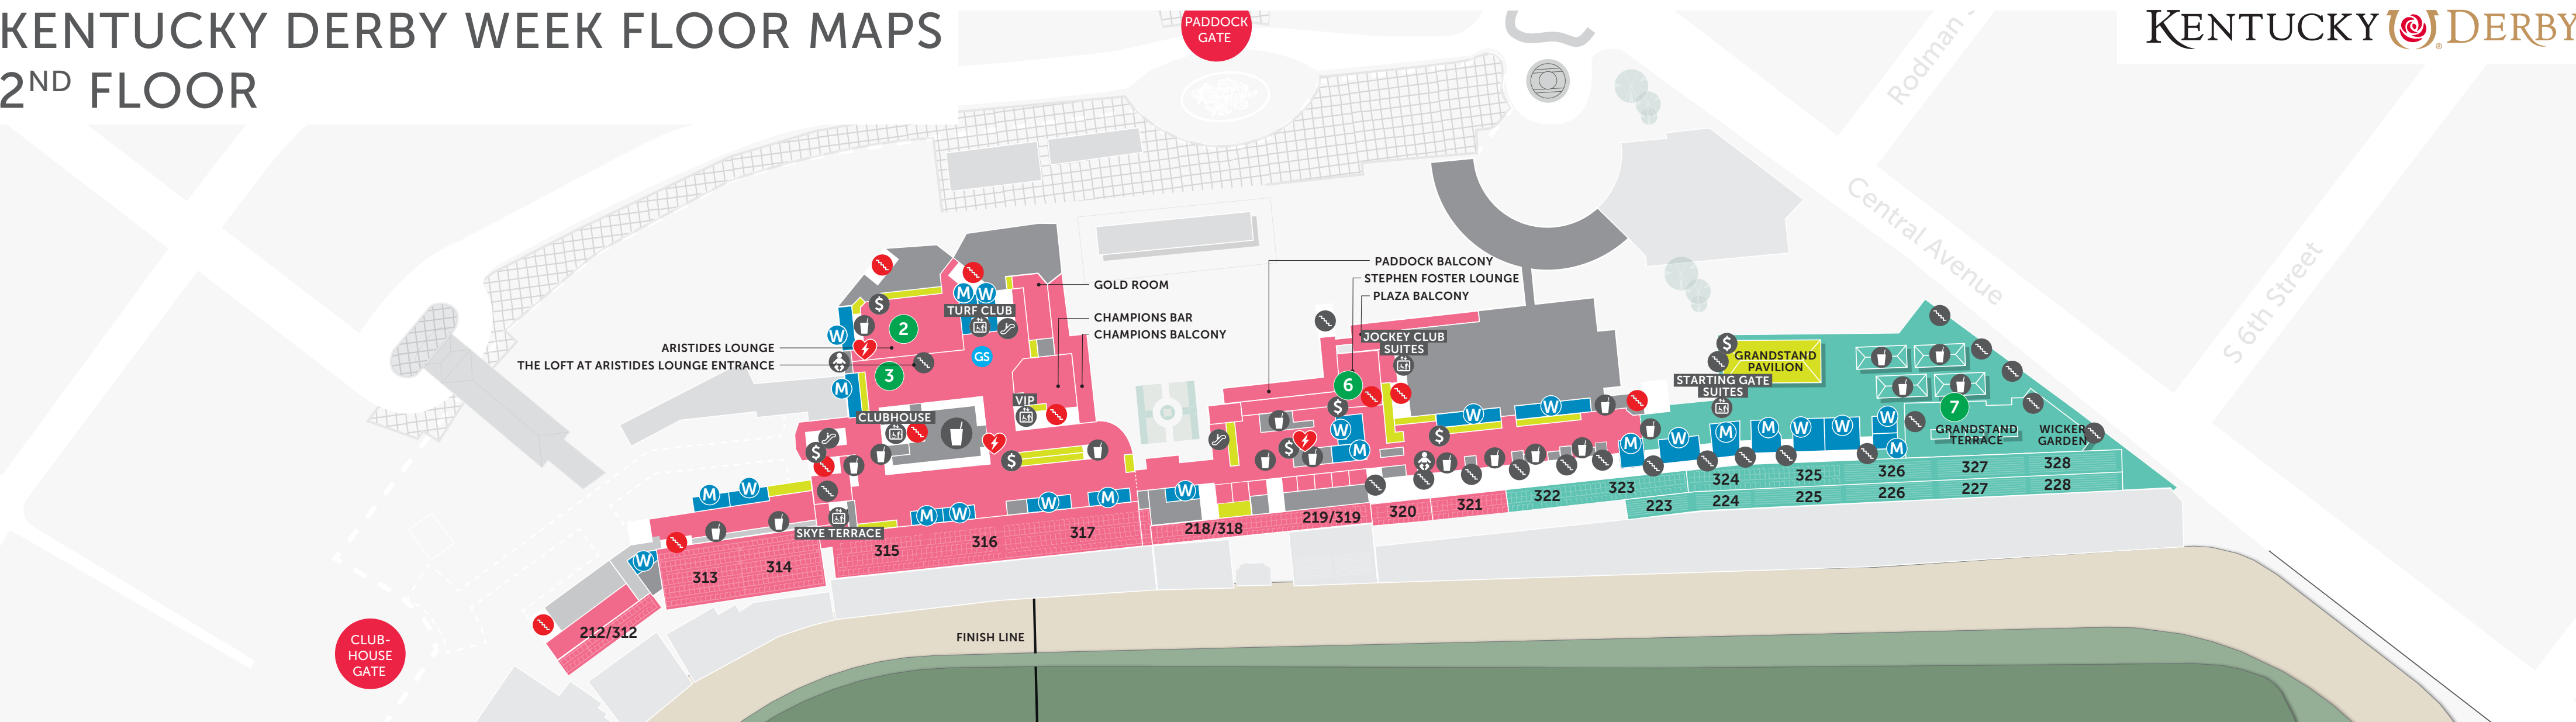 KENTUCKY DERBY WEEK FLOOR MAPS
2ND FLOOR
PADDOCK
GATE
KENTUCKY DERBY
®
Rodman
Central Avenue
S 6th Street
PADDOCK BALCONY
STEPHEN FOSTER LOUNGE
PLAZA BALCONY
GOLD ROOM
CHAMPIONS BAR
CHAMPIONS BALCONY
ARISTIDES LOUNGE
THE LOFT AT ARISTIDES LOUNGE ENTRANCE
$
M W
TURF CLUB
W
2
GS
3
M
VIP
CLUBHOUSE
$
$
M W
SKYE TERRACE
M W
W
M
W
W
JOCKEY CLUB
SUITES
6
$
W
$
M
$
W
W
$
GRANDSTAND
PAVILION
STARTING GATE
SUITES
7
GRANDSTAND
TERRACE
WICKER
GARDEN
M
W
M
M
W
W
W
M
212/312
313
314
315
316
317
218/318
219/319
320
321
322
323
324
325
326
327
328
223
224
225
226
227
228
CLUB-
HOUSE
GATE
FINISH LINE